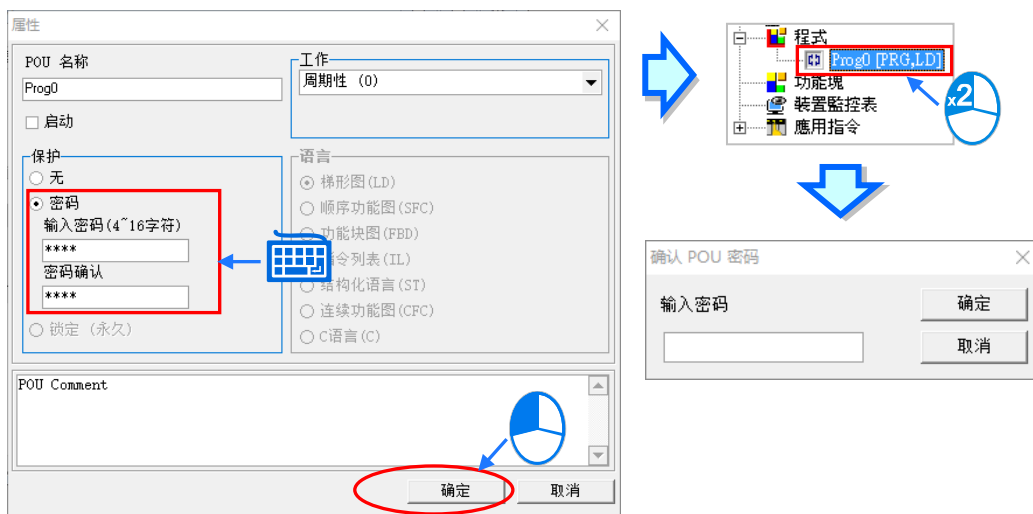 属性
POU 名称
Prog0
启动
工作
周期性 (0)
保护
无
密码
输入密码(4~16字符)
****
密码确认
****
锁定 (永久)
语言
梯形图(LD)
顺序功能图(SFC)
功能块图(FBD)
指令列表(IL)
结构化语言(ST)
连续功能图(CFC)
C语言(C)
POU Comment
确定
取消
程式
Prog0 [PRG,LD]
功能塊
裝置監控表
應用指令
x2
确认 POU 密码
输入密码
确定
取消